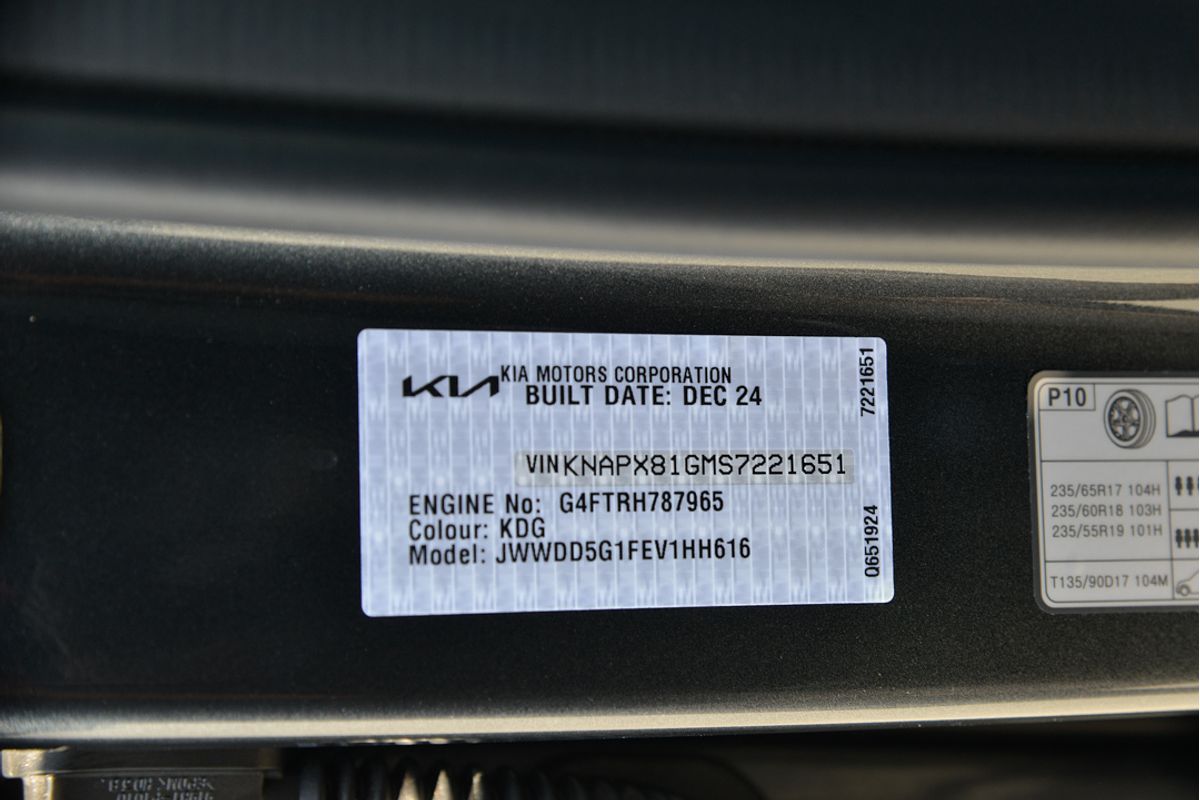 KIA KIA MOTORS CORPORATION
BUILT DATE: DEC 24
VIN KNAPX81GMS7221651
ENGINE No: G4FTRH787965
Colour: KDG
Model: JWWDD5G1FEV1HH616
7221651
Q651924
P10
235/65R17 104H
235/60R18 103H
235/55R19 101H
T135/90D17 104M